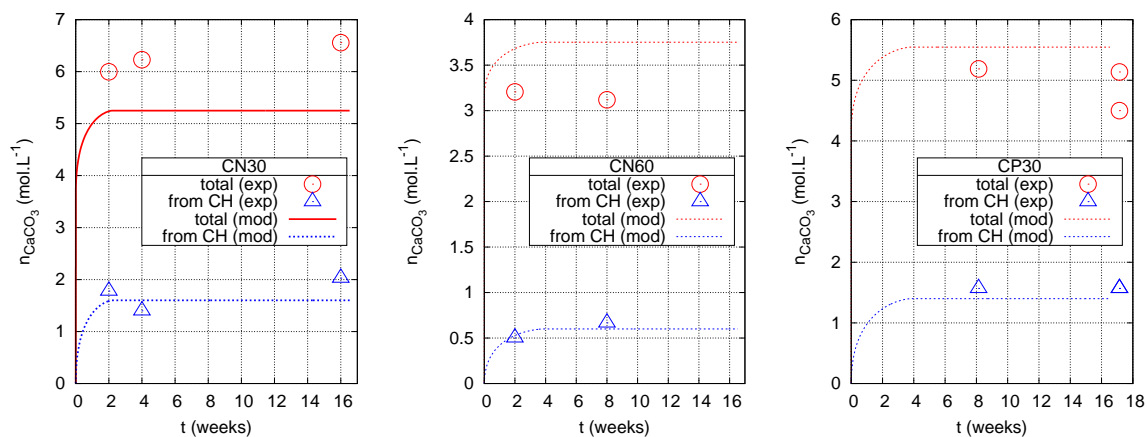 7
6
5
4
3
2
1
0
0 2 4 6 8 10 12 14 16
n_CaCO3 (mol.L-1)
t (weeks)
CN30
total (exp)
from CH (exp)
total (mod)
from CH (mod)
4
3.5
3
2.5
2
1.5
1
0.5
0
0 2 4 6 8 10 12 14 16
n_CaCO3 (mol.L-1)
t (weeks)
CN60
total (exp)
from CH (exp)
total (mod)
from CH (mod)
6
5
4
3
2
1
0
0 2 4 6 8 10 12 14 16 18
n_CaCO3 (mol.L-1)
t (weeks)
CP30
total (exp)
from CH (exp)
total (mod)
from CH (mod)